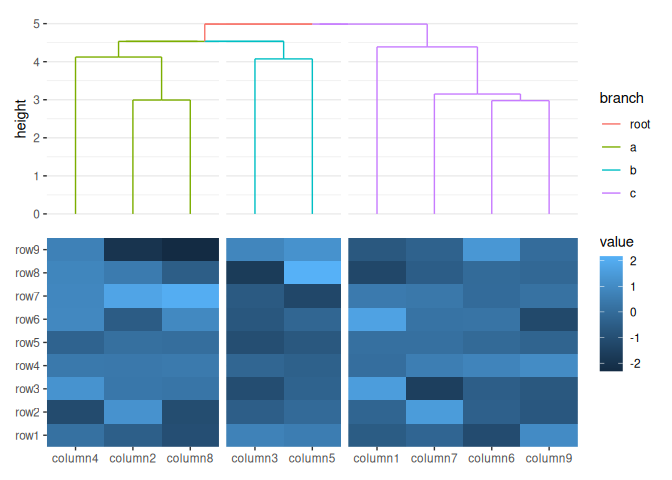 height
5
4
3
2
1
0
branch
root
a
b
c
row9
row8
row7
row6
row5
row4
row3
row2
row1
value
2
1
0
-1
-2
column4 column2 column8 column3 column5 column1 column7 column6 column9